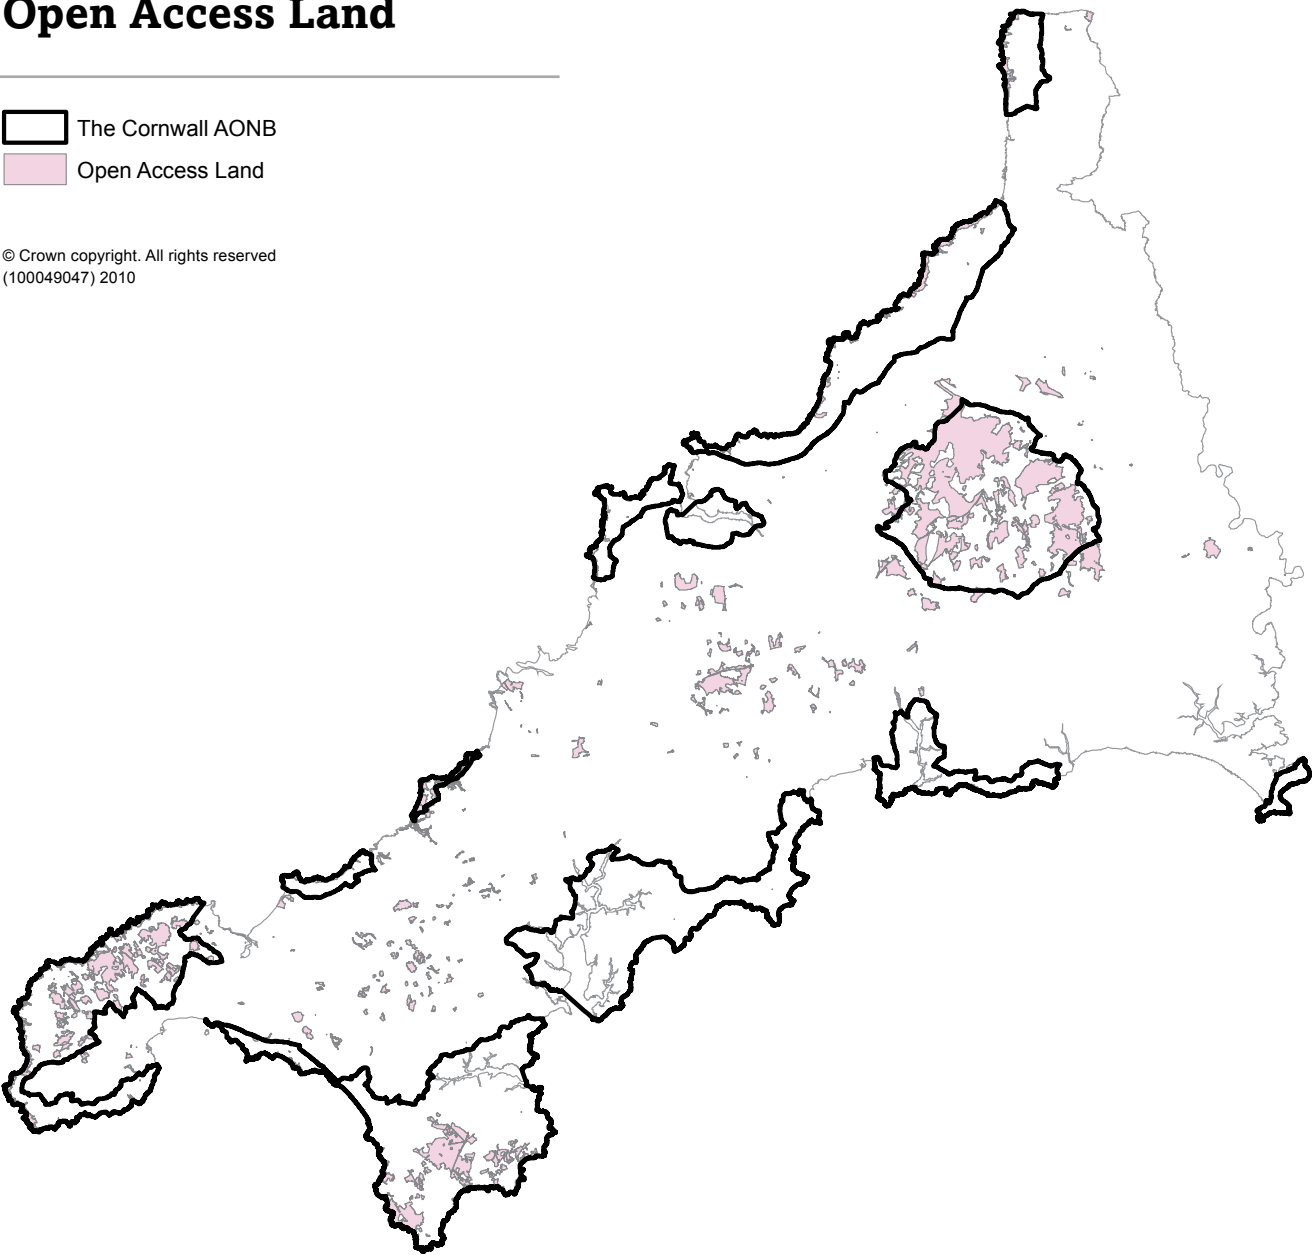 Open Access Land
The Cornwall AONB
Open Access Land
© Crown copyright. All rights reserved
(100049047) 2010